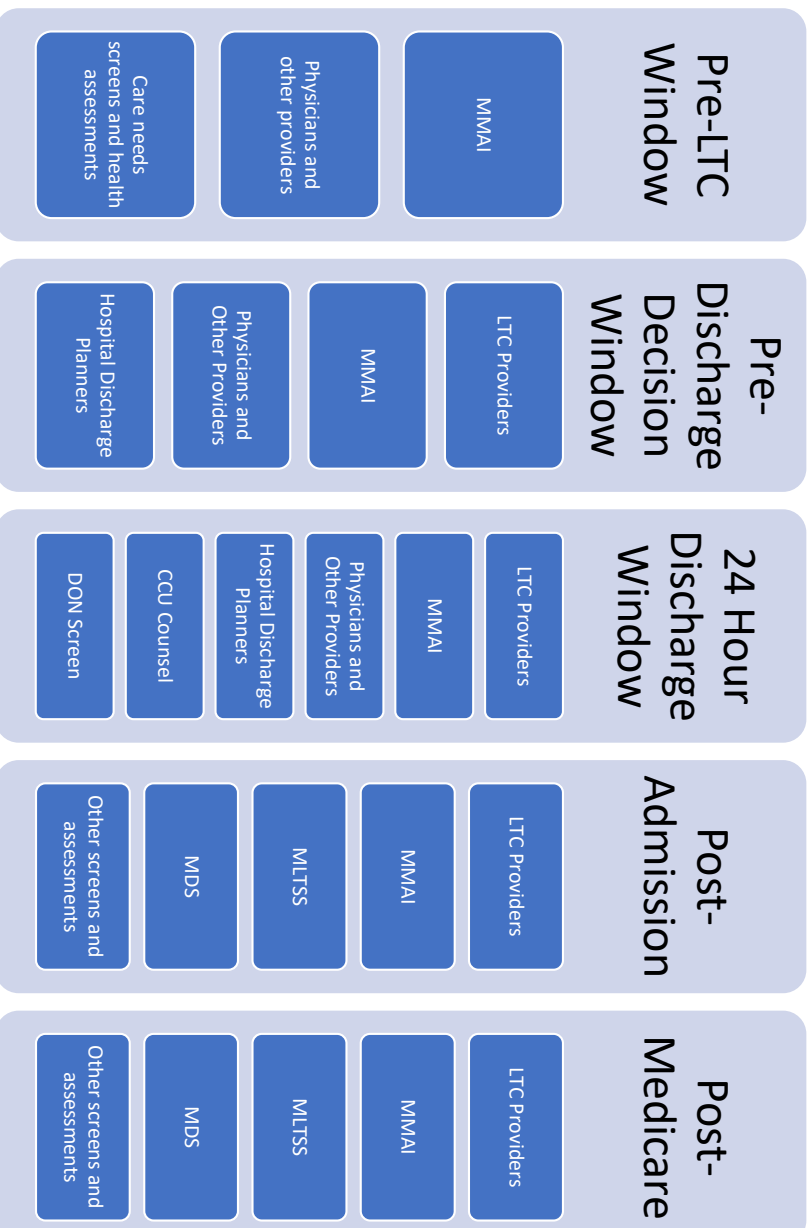 Pre-LTC
Window
MMAI
Physicians and
other providers
Care needs
screens and health
assessments
Pre-
Discharge
Decision
Window
LTC Providers
MMAI
Physicians and
Other Providers
Hospital Discharge
Planners
24 Hour
Discharge
Window
LTC Providers
MMAI
Physicians and
Other Providers
Hospital Discharge
Planners
CCU Counsel
DON Screen
Post-
Admission
LTC Providers
MMAI
MLTSS
MDS
Other screens and
assessments
Post-
Medicare
LTC Providers
MMAI
MLTSS
MDS
Other screens and
assessments